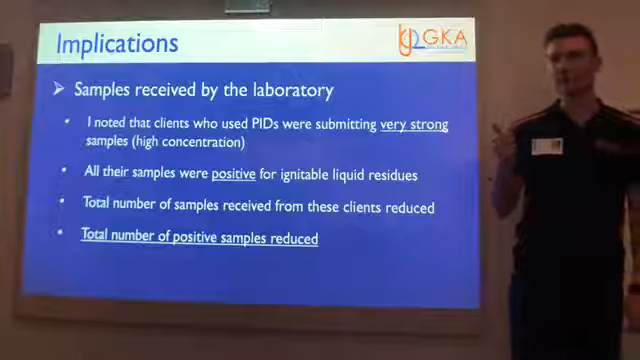 Implications
GKA
➢ Samples received by the laboratory
• I noted that clients who used PIDs were submitting very strong
samples (high concentration)
• All their samples were positive for ignitable liquid residues
• Total number of samples received from these clients reduced
• Total number of positive samples reduced